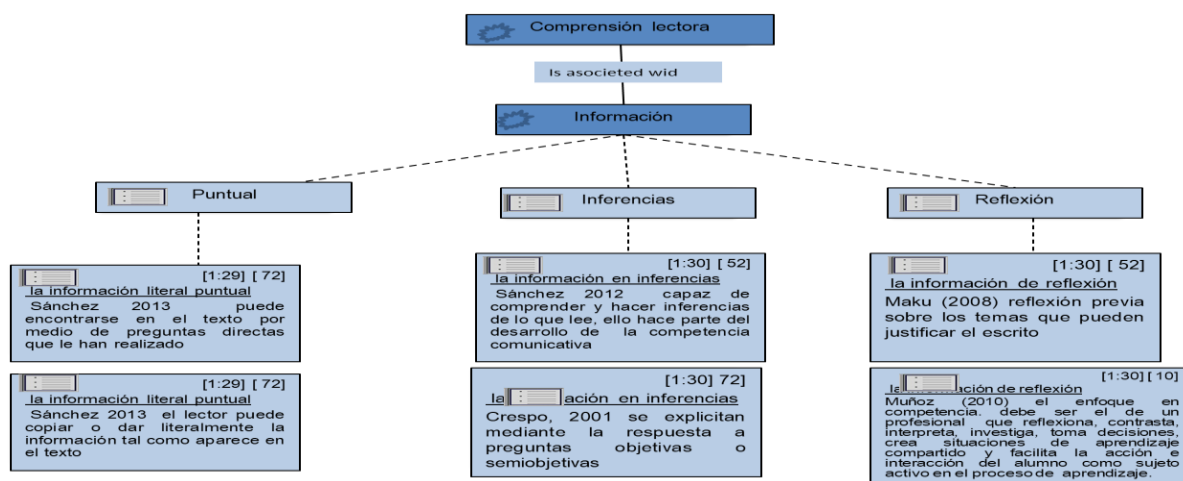 Comprensión lectora
Is asocieted wid
Información
Puntual
Inferencias
Reflexión
[1:29] [ 72]
la información literal puntual
Sánchez 2013 puede
encontrarse en el texto por
medio de preguntas directas
que le han realizado
[1:30] [ 52]
la información en inferencias
Sánchez 2012 capaz de
comprender y hacer inferencias
de lo que lee, ello hace parte del
desarrollo de la competencia
comunicativa
[1:30] [ 52]
la información de reflexión
Maku (2008) reflexión previa
sobre los temas que pueden
justificar el escrito
[1:29] [ 72]
la información literal puntual
Sánchez 2013 el lector puede
copiar o dar literalmente la
información tal como aparece en
el texto
[1:30] 72]
la ación en inferencias
Crespo, 2001 se explicitan
mediante la respuesta a
preguntas objetivas o
semiobjetivas
[1:30] [ 10]
la ación de reflexión
Muñoz (2010) el enfoque en
competencia. debe ser el de un
profesional que reflexiona, contrasta,
interpreta, investiga, toma decisiones,
crea situaciones de aprendizaje
compartido y facilita la acción e
interacción del alumno como sujeto
activo en el proceso de aprendizaje.